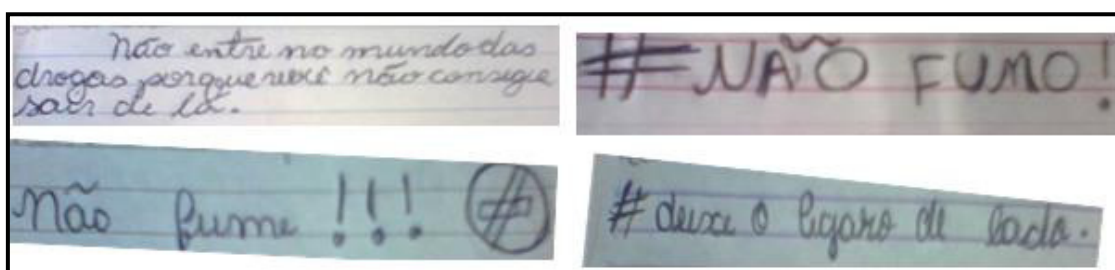 Não entre no mundo das
drogas porque você não consegue
sair de lá.
# NÃO FUMO!
Não fume !!! #
# deixe o cigarro de lado.